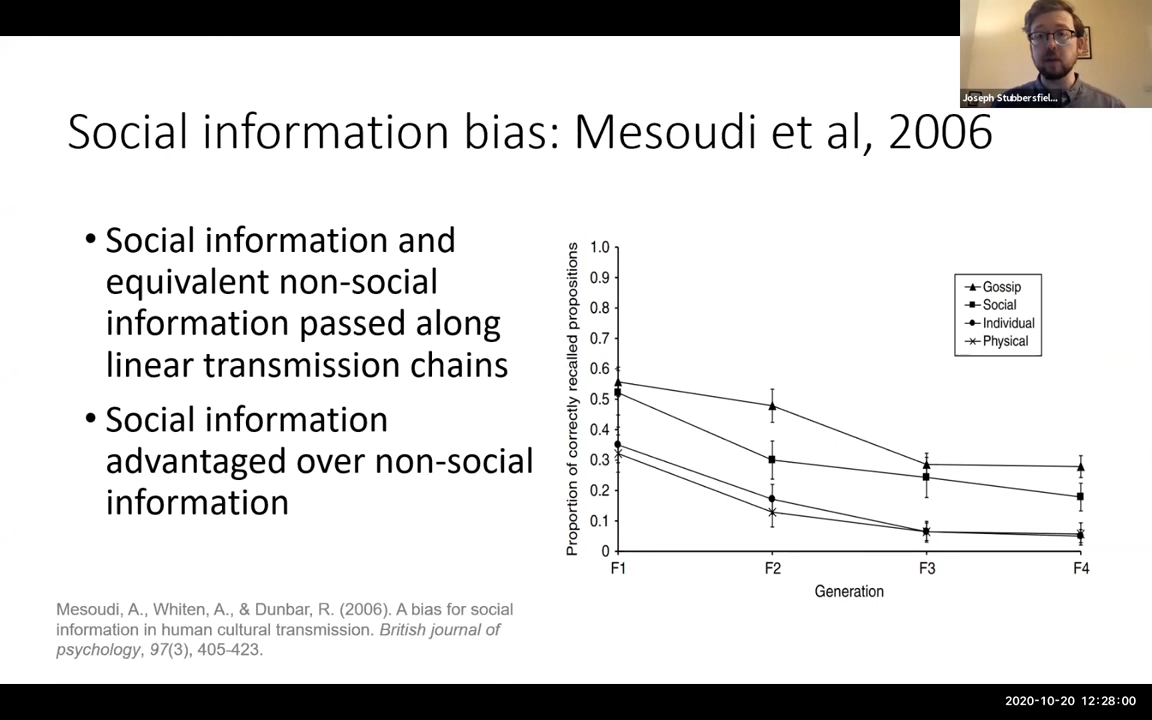 Joseph Stubbersfiel...
Social information bias: Mesoudi et al, 2006
• Social information and
equivalent non-social
information passed along
linear transmission chains
• Social information
advantaged over non-social
information
Mesoudi, A., Whiten, A., & Dunbar, R. (2006). A bias for social
information in human cultural transmission. British journal of
psychology, 97(3), 405-423.
Proportion of correctly recalled propositions
1.0
0.9
0.8
0.7
0.6
0.5
0.4
0.3
0.2
0.1
0
F1 F2 F3 F4
Generation
Gossip
Social
Individual
Physical
2020-10-20 12:28:00